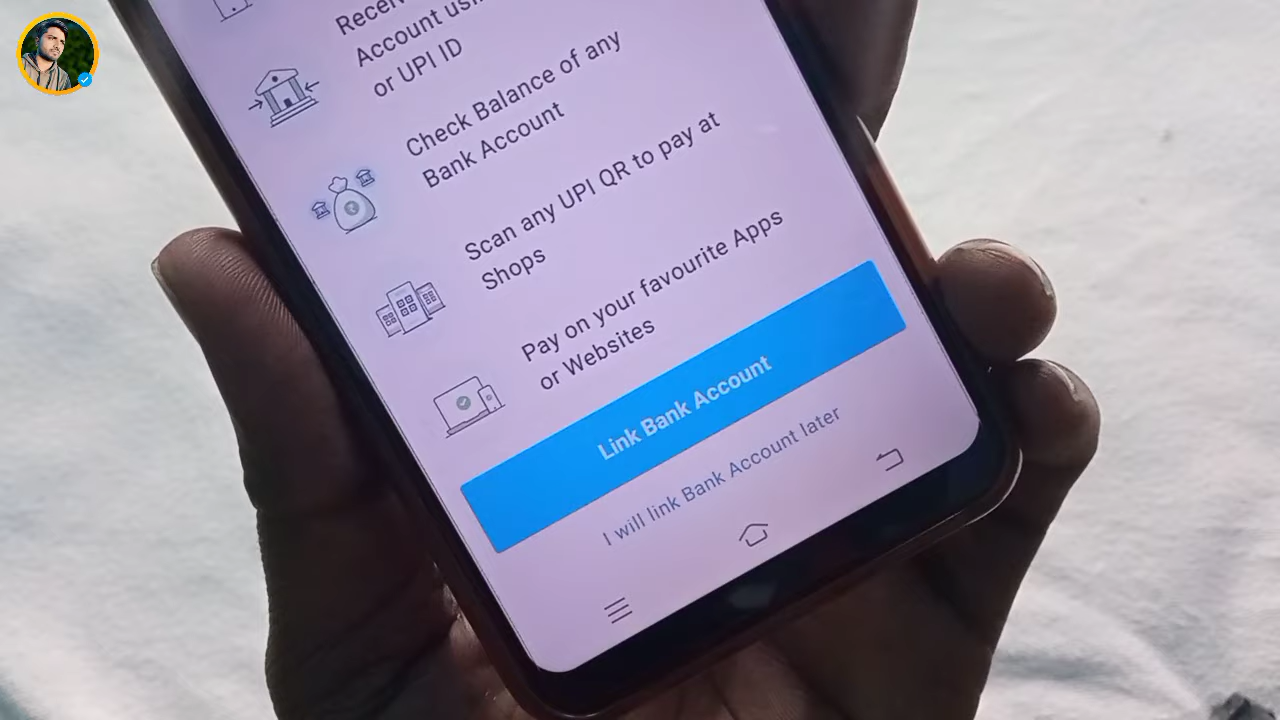 Account
or UPI ID
Check Balance of any
Bank Account
Scan any UPI QR to pay at
Shops
Pay on your favourite Apps
or Websites
Link Bank Account
I will link Bank Account later